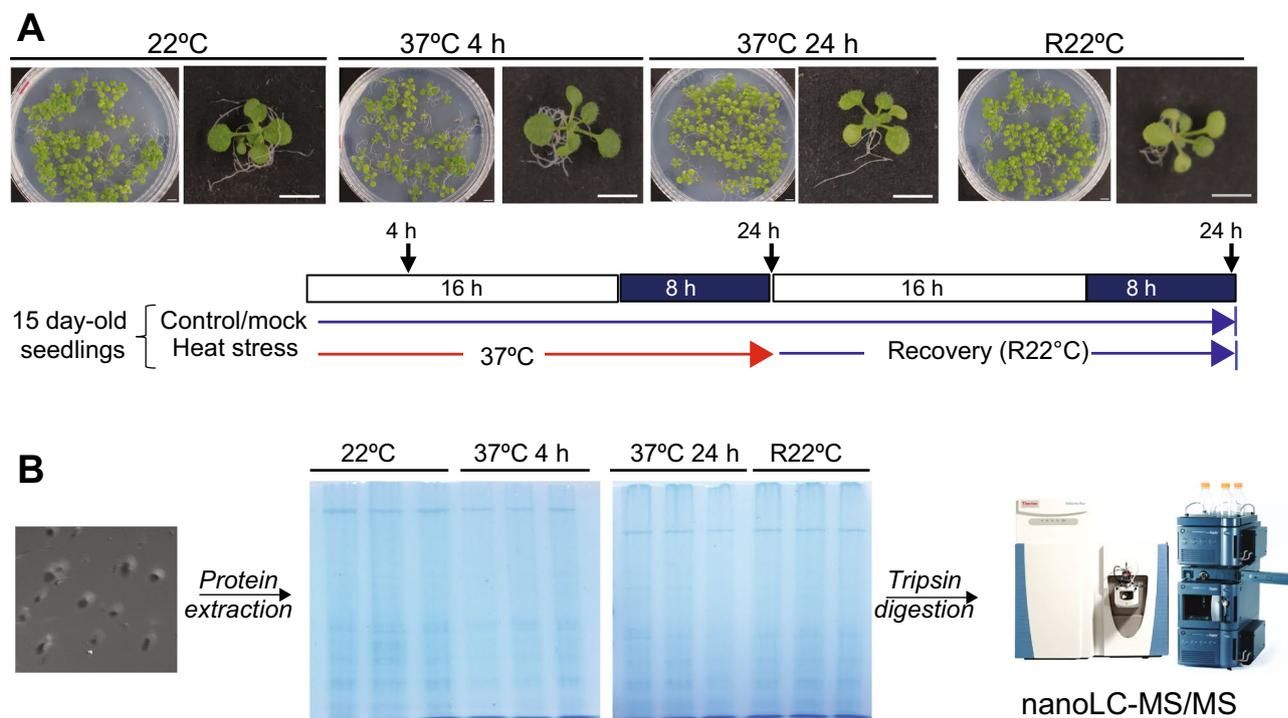 A
22ºC 37ºC 4 h 37ºC 24 h R22ºC
4 h 24 h 24 h
16 h 8 h 16 h 8 h
15 day-old
seedlings
Control/mock
Heat stress
37ºC Recovery (R22°C)
B
22ºC 37ºC 4 h 37ºC 24 h R22ºC
Protein
extraction
Tripsin
digestion
nanoLC-MS/MS